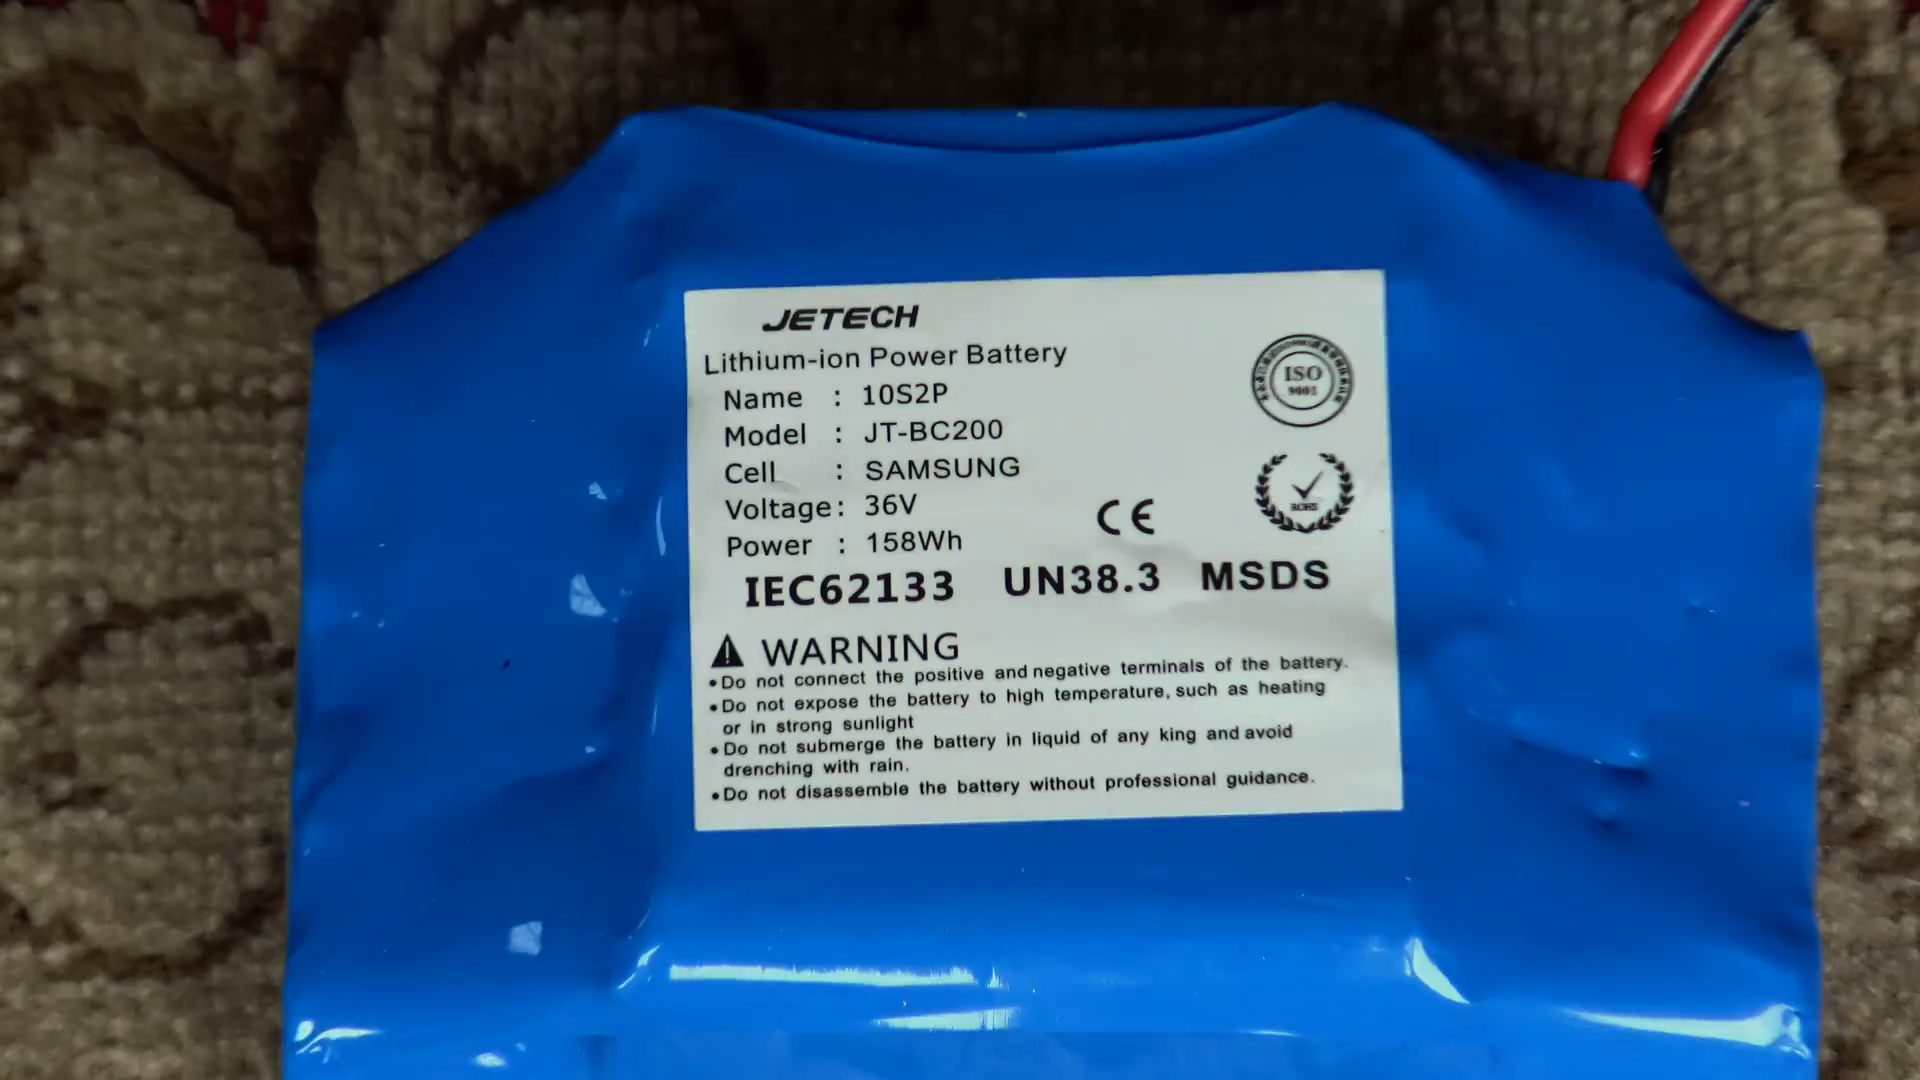 JETECH
Lithium-ion Power Battery
Name : 10S2P
Model : JT-BC200
Cell : SAMSUNG
Voltage: 36V
Power : 158Wh
ISO
9001
ROHS
CE
IEC62133 UN38.3 MSDS
WARNING
•Do not connect the positive and negative terminals of the battery.
•Do not expose the battery to high temperature, such as heating
or in strong sunlight
•Do not submerge the battery in liquid of any king and avoid
drenching with rain.
•Do not disassemble the battery without professional guidance.